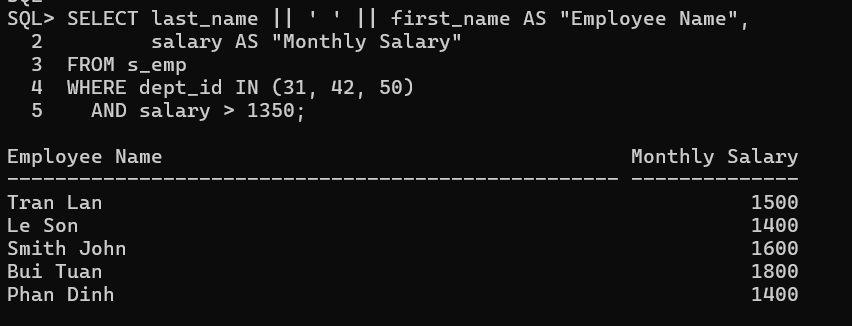 SQL> SELECT last_name || ' ' || first_name AS "Employee Name",
  2         salary AS "Monthly Salary"
  3  FROM s_emp
  4  WHERE dept_id IN (31, 42, 50)
  5    AND salary > 1350;

Employee Name                                       Monthly Salary
--------------------------------------------------- --------------
Tran Lan                                                      1500
Le Son                                                        1400
Smith John                                                    1600
Bui Tuan                                                      1800
Phan Dinh                                                     1400